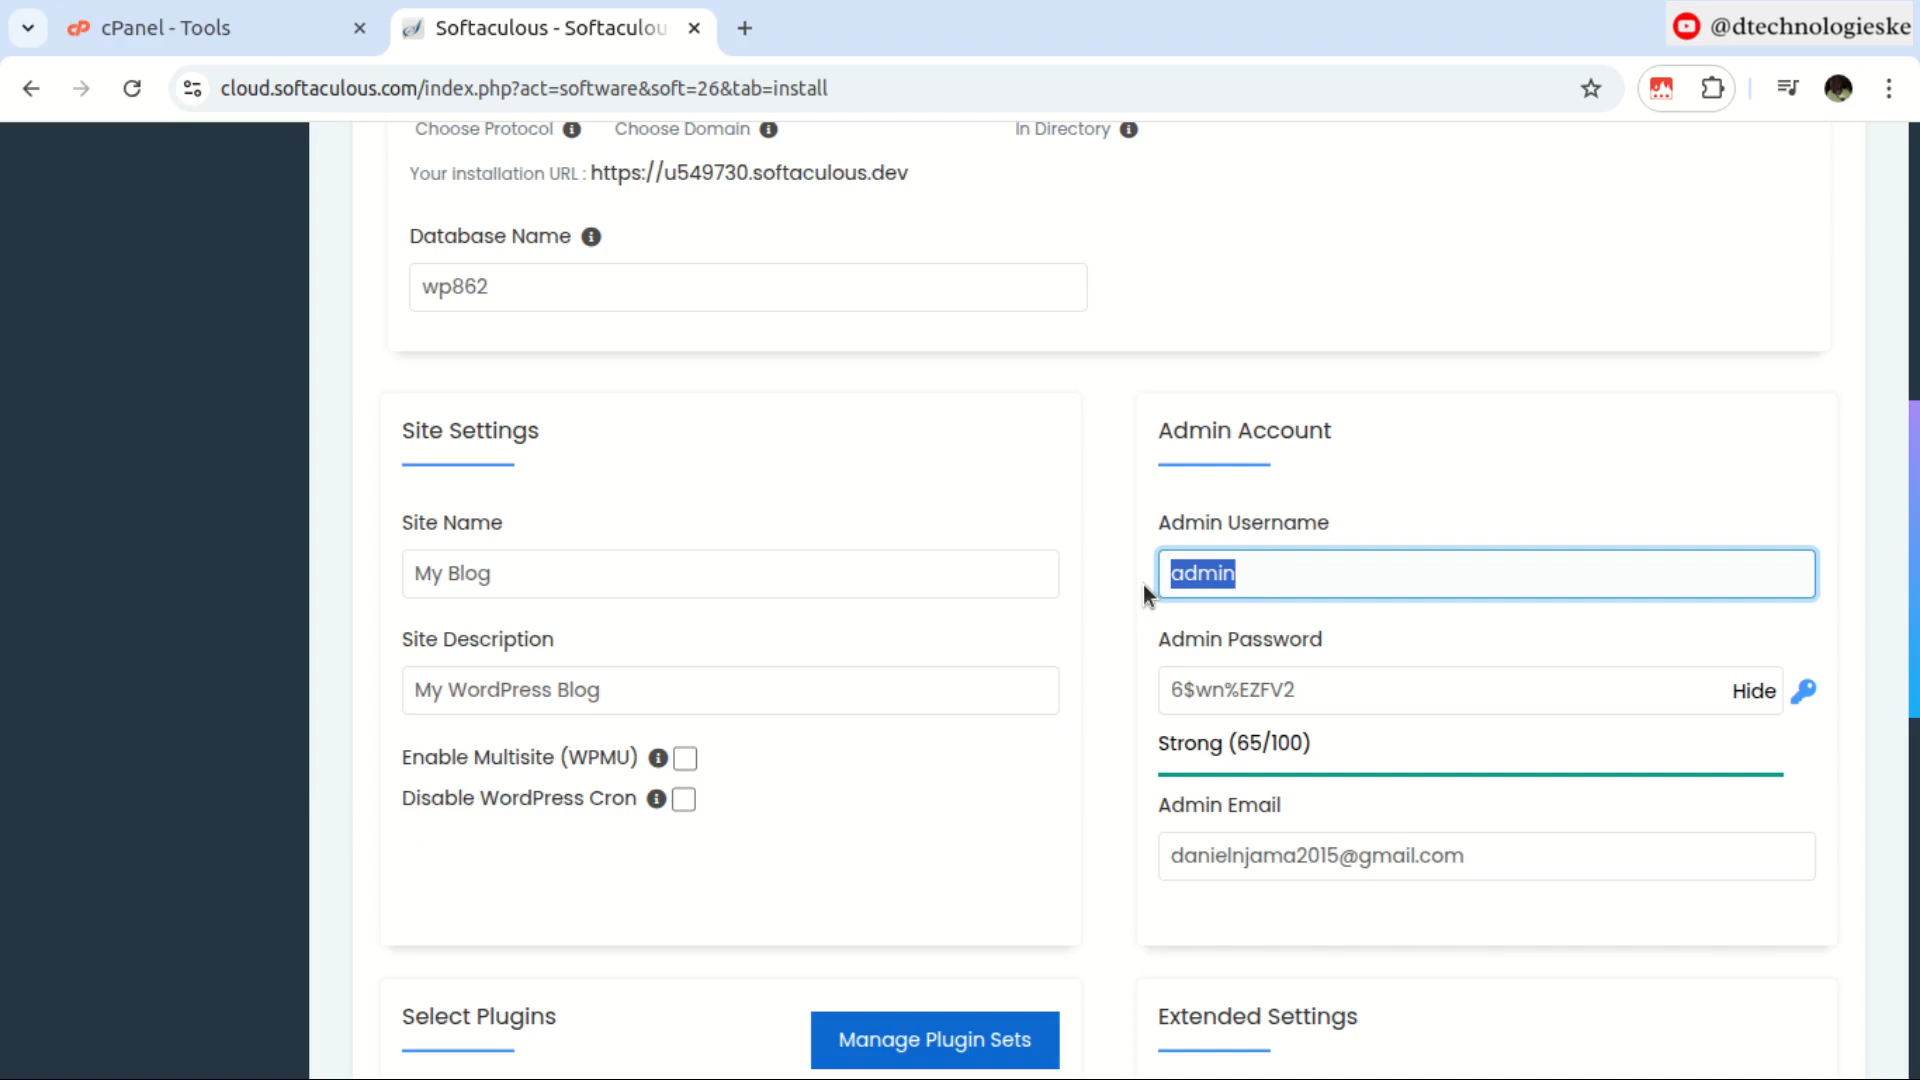 cPanel - Tools
Softaculous - Softaculou
@dtechnologieske
cloud.softaculous.com/index.php?act=software&soft=26&tab=install
Choose Protocol
Choose Domain
In Directory
Your installation URL : https://u549730.softaculous.dev
Database Name
wp862
Site Settings
Site Name
My Blog
Site Description
My WordPress Blog
Enable Multisite (WPMU)
Disable WordPress Cron
Admin Account
Admin Username
admin
Admin Password
6$wn%EZFV2
Hide
Strong (65/100)
Admin Email
danielnjama2015@gmail.com
Select Plugins
Manage Plugin Sets
Extended Settings